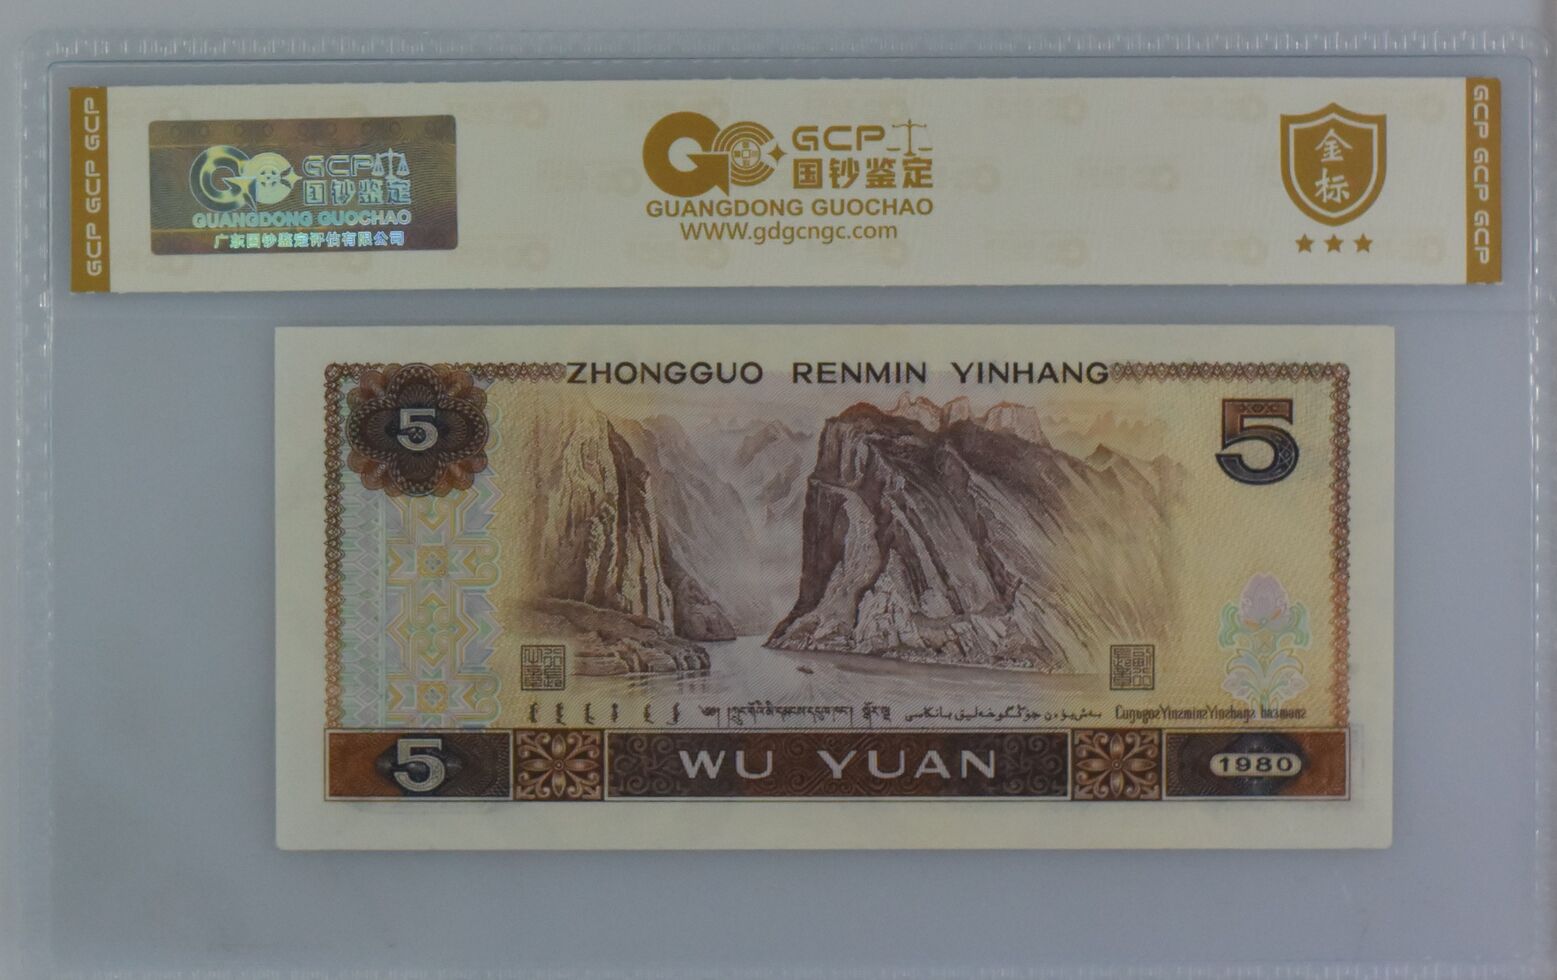 GCP GCP GCP
GCP
国钞鉴定
GUANGDONG GUOCHAO
广东国钞鉴定评估有限公司
GCP
国钞鉴定
GUANGDONG GUOCHAO
www.gdgcngc.com
金标
GCP GCP GCP
ZHONGGUO RENMIN YINHANG
5
5
5
WU YUAN
1980